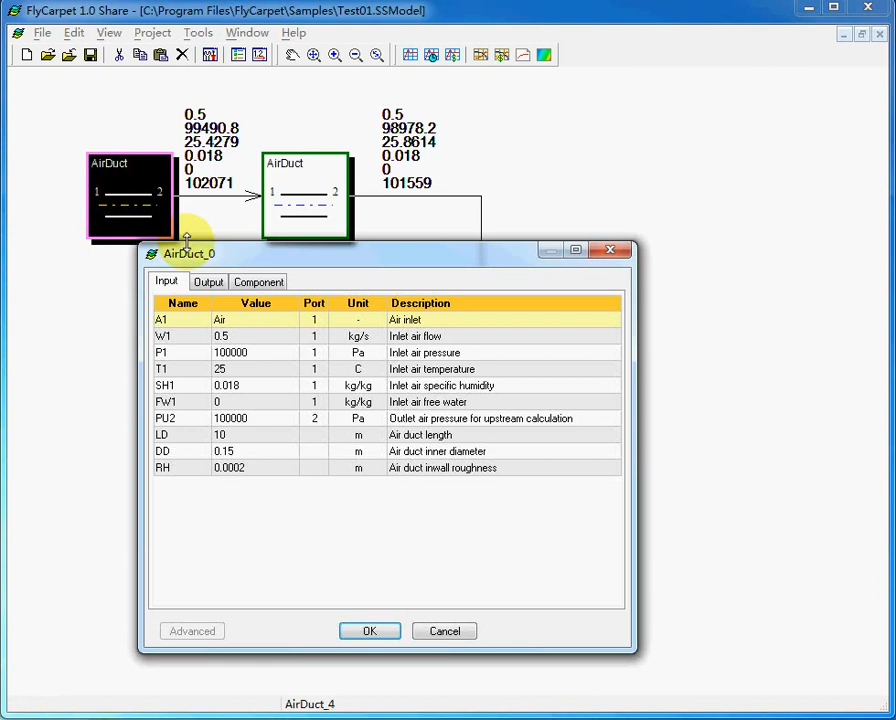 FlyCarpet 1.0 Share - [C:\Program Files\FlyCarpet\Samples\Test01.SSModel]
File Edit View Project Tools Window Help
0.5
99490.8
25.4279
0.018
0
102071
0.5
98978.2
25.8614
0.018
0
101559
AirDuct
1 2
AirDuct
1 2
AirDuct_0
Input Output Component
Name Value Port Unit Description
A1 Air 1 - Air inlet
W1 0.5 1 kg/s Inlet air flow
P1 100000 1 Pa Inlet air pressure
T1 25 1 C Inlet air temperature
SH1 0.018 1 kg/kg Inlet air specific humidity
FW1 0 1 kg/kg Inlet air free water
PU2 100000 2 Pa Outlet air pressure for upstream calculation
LD 10 m Air duct length
DD 0.15 m Air duct inner diameter
RH 0.0002 m Air duct inwall roughness
Advanced OK Cancel
AirDuct_4